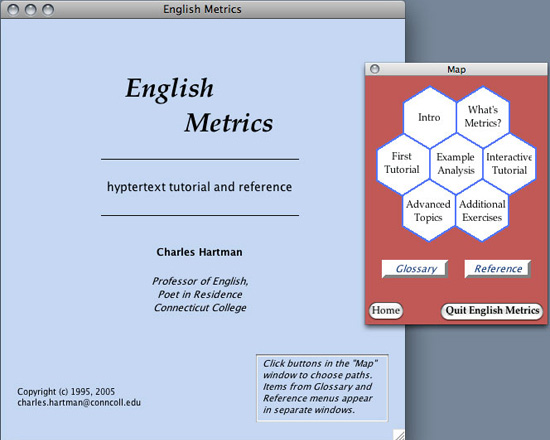 English Metrics
English
Metrics
hyptertext tutorial and reference
Charles Hartman
Professor of English,
Poet in Residence
Connecticut College
Click buttons in the "Map"
window to choose paths.
Items from Glossary and
Reference menus appear
in separate windows.
Copyright (c) 1995, 2005
charles.hartman@conncoll.edu
Map
Intro
What's
Metrics?
First
Tutorial
Example
Analysis
Interactive
Tutorial
Advanced
Topics
Additional
Exercises
Glossary
Reference
Home
Quit English Metrics